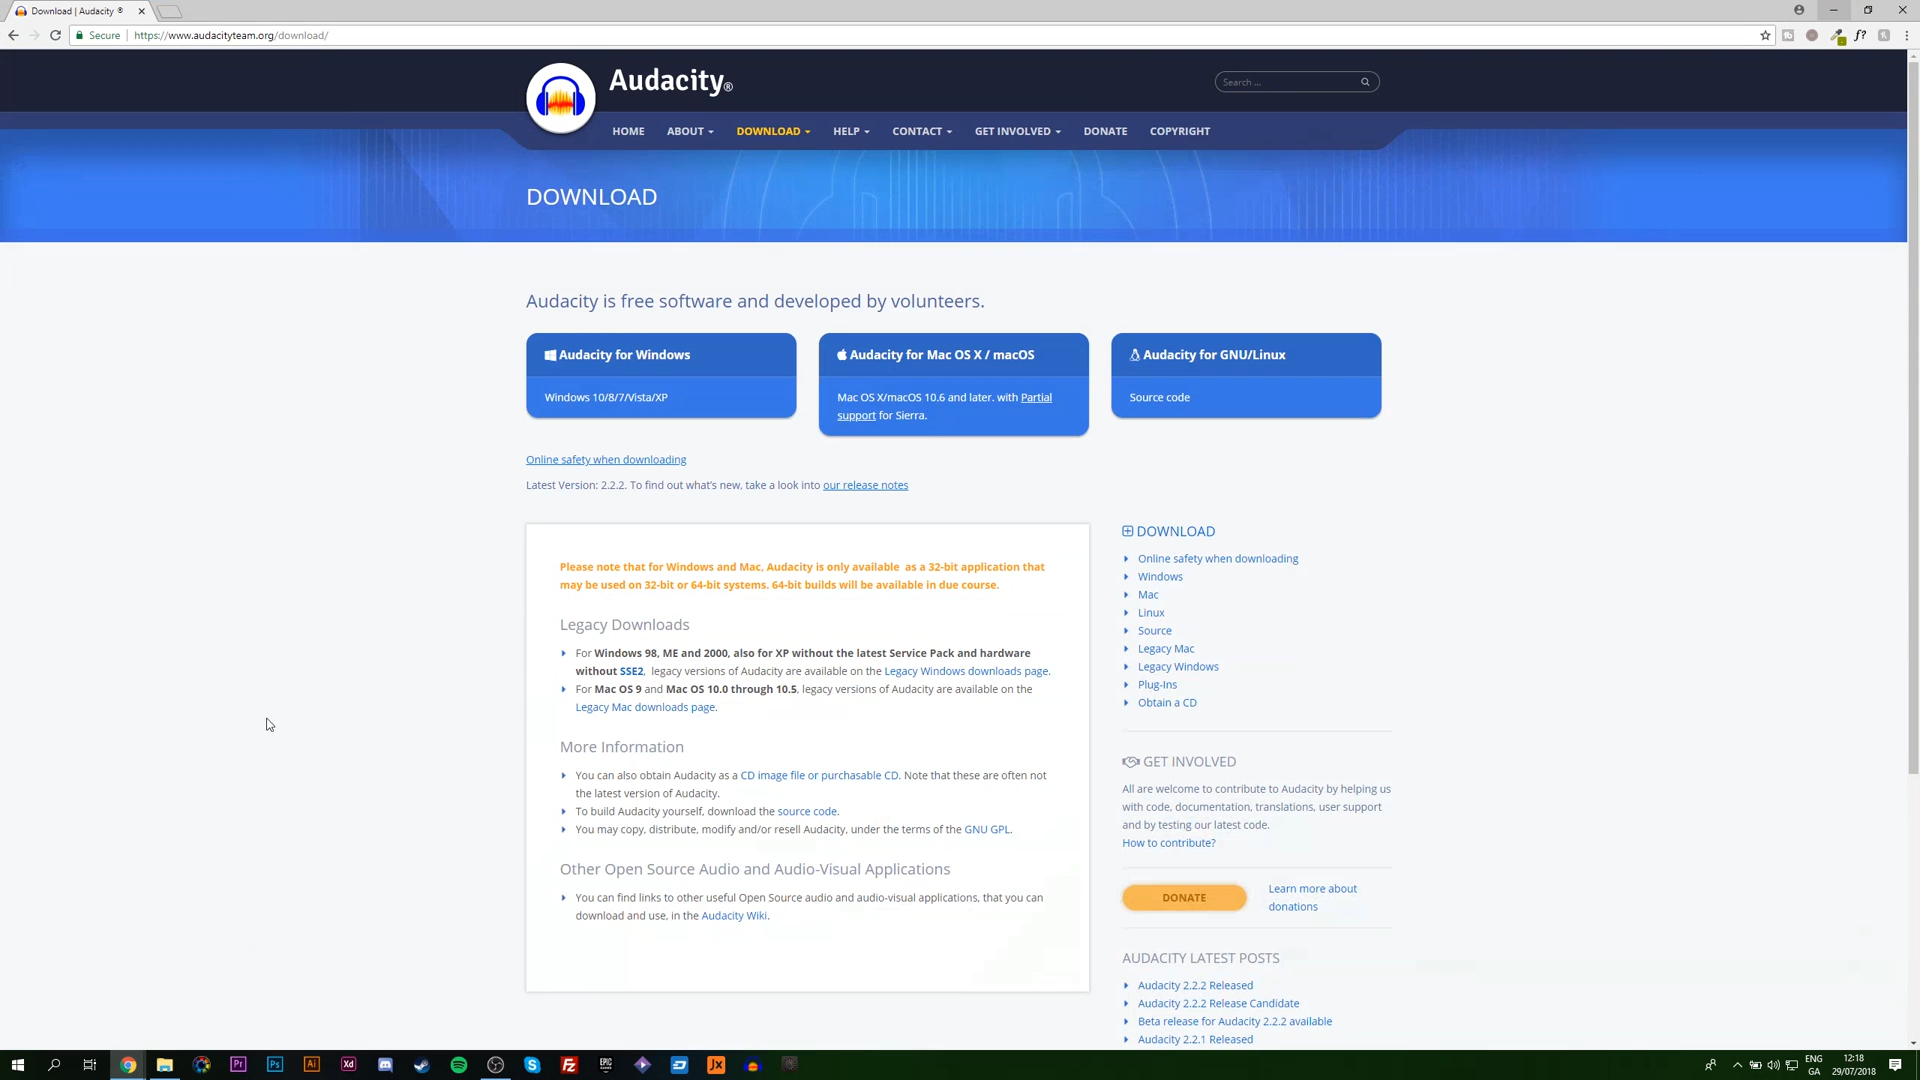 Download | Audacity ®
Secure
https://www.audacityteam.org/download/
f?
Audacity®
Search ...
HOME
ABOUT
DOWNLOAD
HELP
CONTACT
GET INVOLVED
DONATE
COPYRIGHT
DOWNLOAD
Audacity is free software and developed by volunteers.
Audacity for Windows
Windows 10/8/7/Vista/XP
Audacity for Mac OS X / macOS
Mac OS X/macOS 10.6 and later. with Partial
support for Sierra.
Audacity for GNU/Linux
Source code
Online safety when downloading
Latest Version: 2.2.2. To find out what's new, take a look into our release notes
Please note that for Windows and Mac, Audacity is only available as a 32-bit application that
may be used on 32-bit or 64-bit systems. 64-bit builds will be available in due course.
Legacy Downloads
For Windows 98, ME and 2000, also for XP without the latest Service Pack and hardware
without SSE2, legacy versions of Audacity are available on the Legacy Windows downloads page.
For Mac OS 9 and Mac OS 10.0 through 10.5, legacy versions of Audacity are available on the
Legacy Mac downloads page.
More Information
You can also obtain Audacity as a CD image file or purchasable CD. Note that these are often not
the latest version of Audacity.
To build Audacity yourself, download the source code.
You may copy, distribute, modify and/or resell Audacity, under the terms of the GNU GPL.
Other Open Source Audio and Audio-Visual Applications
You can find links to other useful Open Source audio and audio-visual applications, that you can
download and use, in the Audacity Wiki.
DOWNLOAD
Online safety when downloading
Windows
Mac
Linux
Source
Legacy Mac
Legacy Windows
Plug-Ins
Obtain a CD
GET INVOLVED
All are welcome to contribute to Audacity by helping us
with code, documentation, translations, user support
and by testing our latest code.
How to contribute?
DONATE
Learn more about
donations
AUDACITY LATEST POSTS
Audacity 2.2.2 Released
Audacity 2.2.2 Release Candidate
Beta release for Audacity 2.2.2 available
Audacity 2.2.1 Released
Pr
Ps
Ai
Xd
S
Fz
EPIC
JX
ENG
GA
12:18
29/07/2018